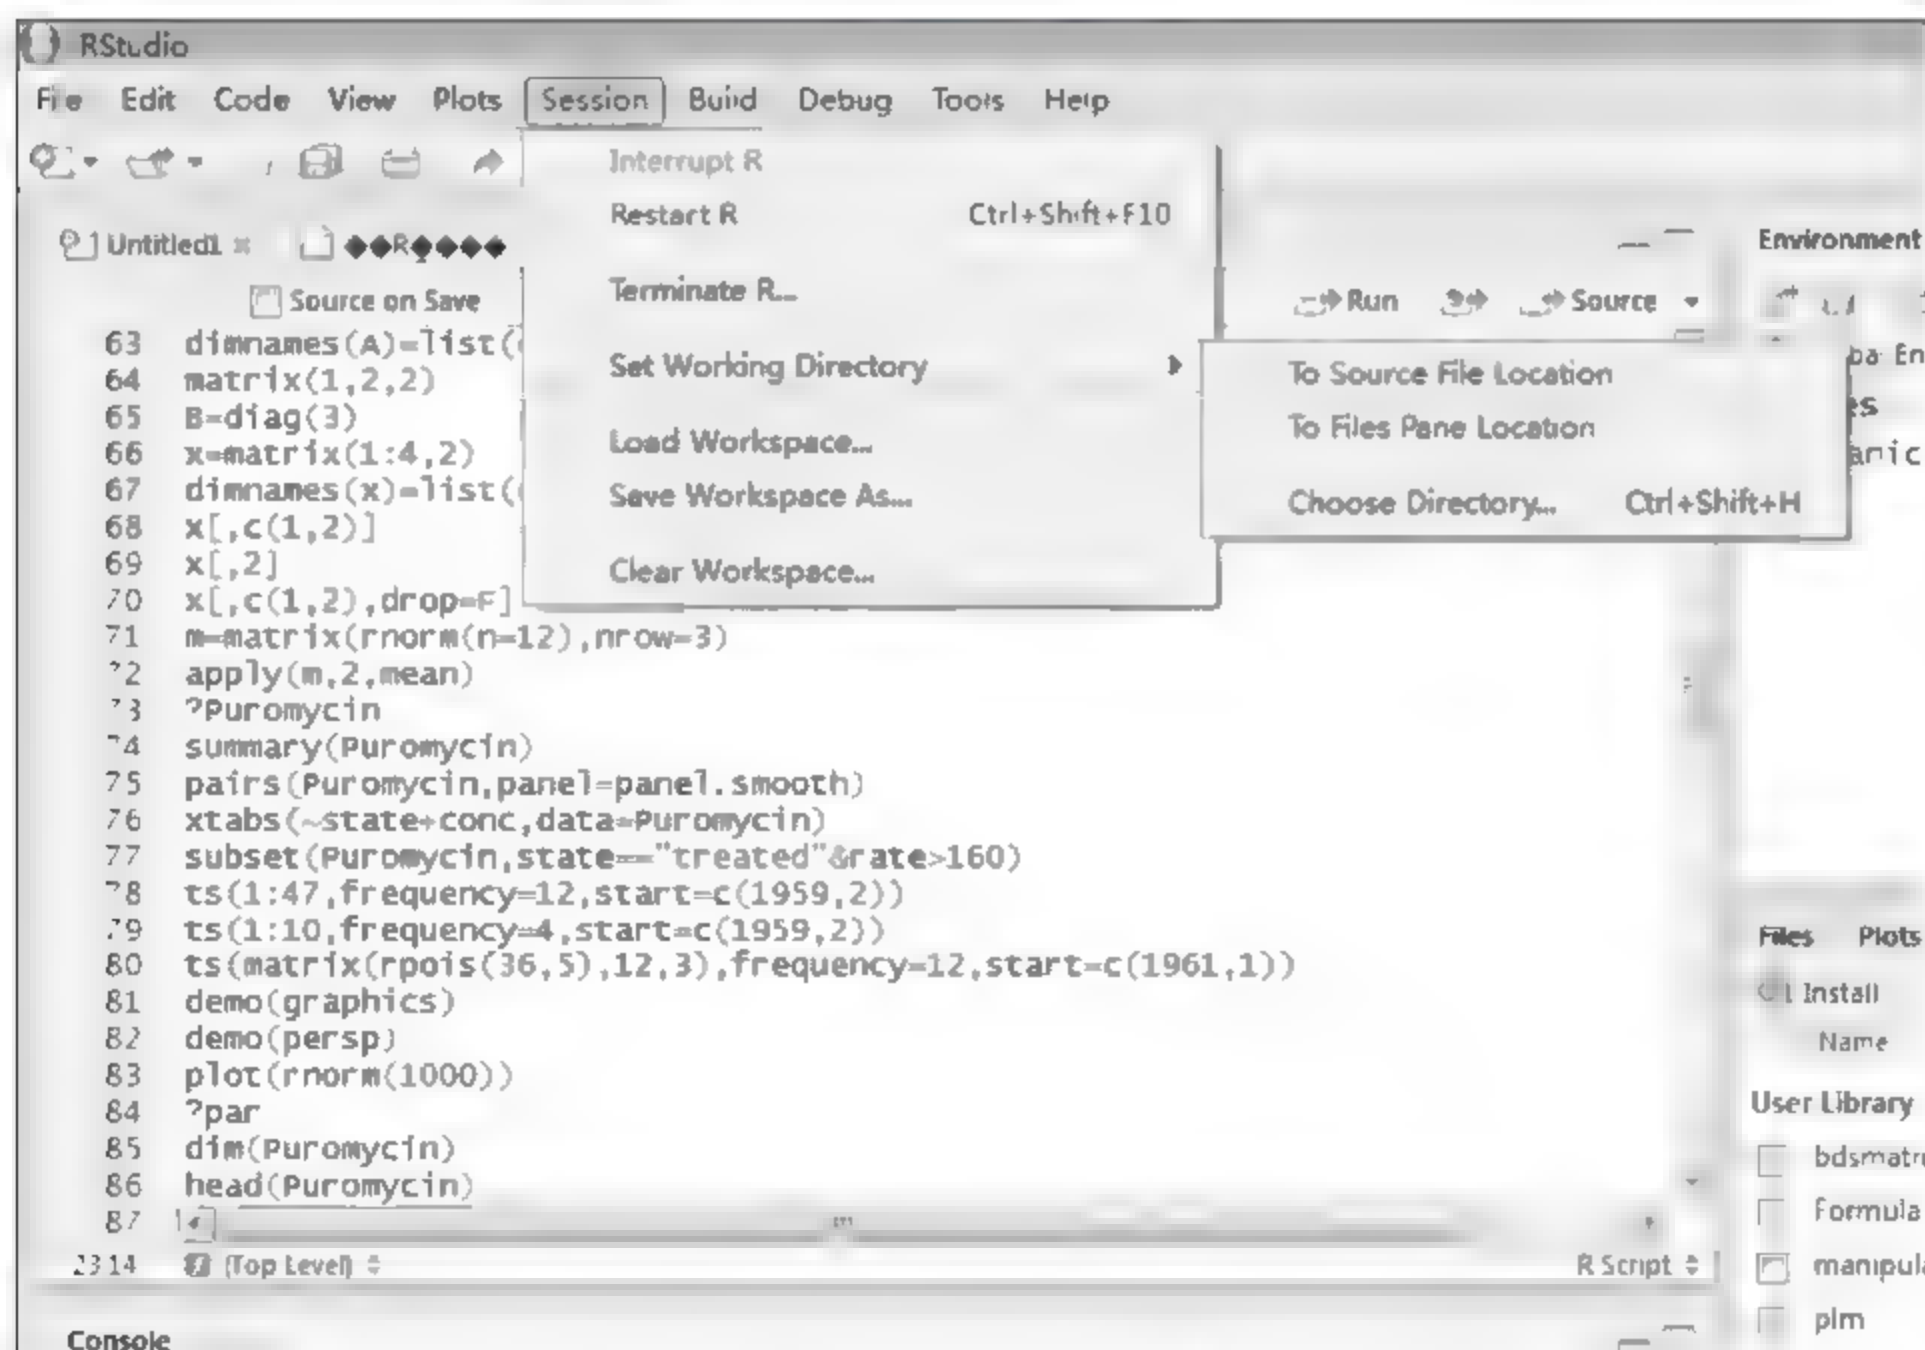 RStudio
File Edit Code View Plots Session Build Debug Tools Help
Interrupt R
Restart R Ctrl+Shift+F10
Terminate R...
Set Working Directory
Load Workspace...
Save Workspace As...
Clear Workspace...
To Source File Location
To Files Pane Location
Choose Directory... Ctrl+Shift+H
Untitled1
Source on Save
Run Source
63 dimnames(A)=list(
64 matrix(1,2,2)
65 B=diag(3)
66 x=matrix(1:4,2)
67 dimnames(x)=list(
68 x[,c(1,2)]
69 x[,2]
70 x[,c(1,2),drop=F]
71 m=matrix(rnorm(n=12),nrow=3)
72 apply(m,2,mean)
73 ?Puromycin
74 summary(Puromycin)
75 pairs(Puromycin,panel=panel.smooth)
76 xtabs(~state+conc,data=Puromycin)
77 subset(Puromycin,state=="treated"&rate>160)
78 ts(1:47,frequency=12,start=c(1959,2))
79 ts(1:10,frequency=4,start=c(1959,2))
80 ts(matrix(rpois(36,5),12,3),frequency=12,start=c(1961,1))
81 demo(graphics)
82 demo(persp)
83 plot(rnorm(1000))
84 ?par
85 dim(Puromycin)
86 head(Puromycin)
87
(Top Level) R Script
Console
Environment
Files Plots
Install
Name
User Library
Formula
plm